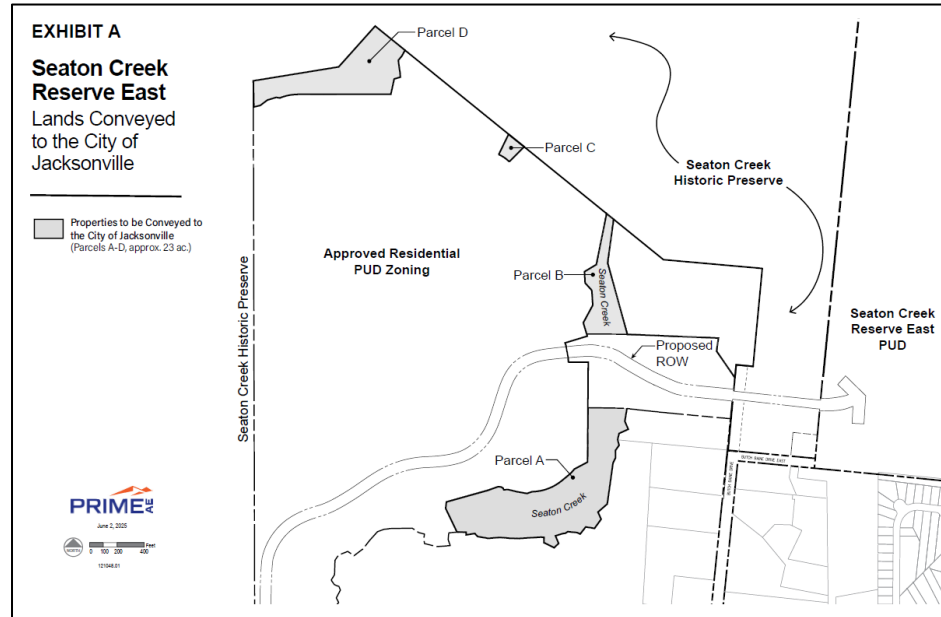 EXHIBIT A
Seaton Creek
Reserve East
Lands Conveyed
to the City of
Jacksonville
Properties to be Conveyed to
the City of Jacksonville
(Parcels A-D, approx. 23 ac.)
Parcel D
Parcel C
Seaton Creek
Historic Preserve
Approved Residential
PUD Zoning
Parcel B
Seaton Creek
Seaton Creek
Reserve East
PUD
Proposed
ROW
Seaton Creek Historic Preserve
Parcel A
Seaton Creek
PRIME AE
June 2, 2025
NORTH
0 100 200 400 Feet
121046.01